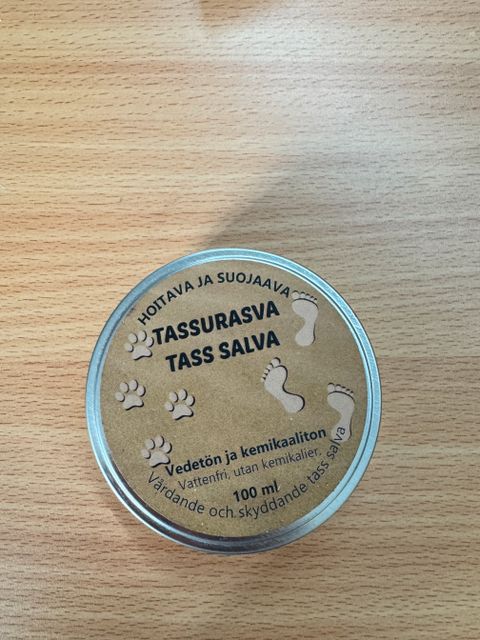 HOITAVA JA SUOJAAVA
TASSURASVA
TASS SALVA
Vedetön ja kemikaaliton
Vattenfri, utan kemikalier.
100 ml
Vårdande och skyddande tass salva